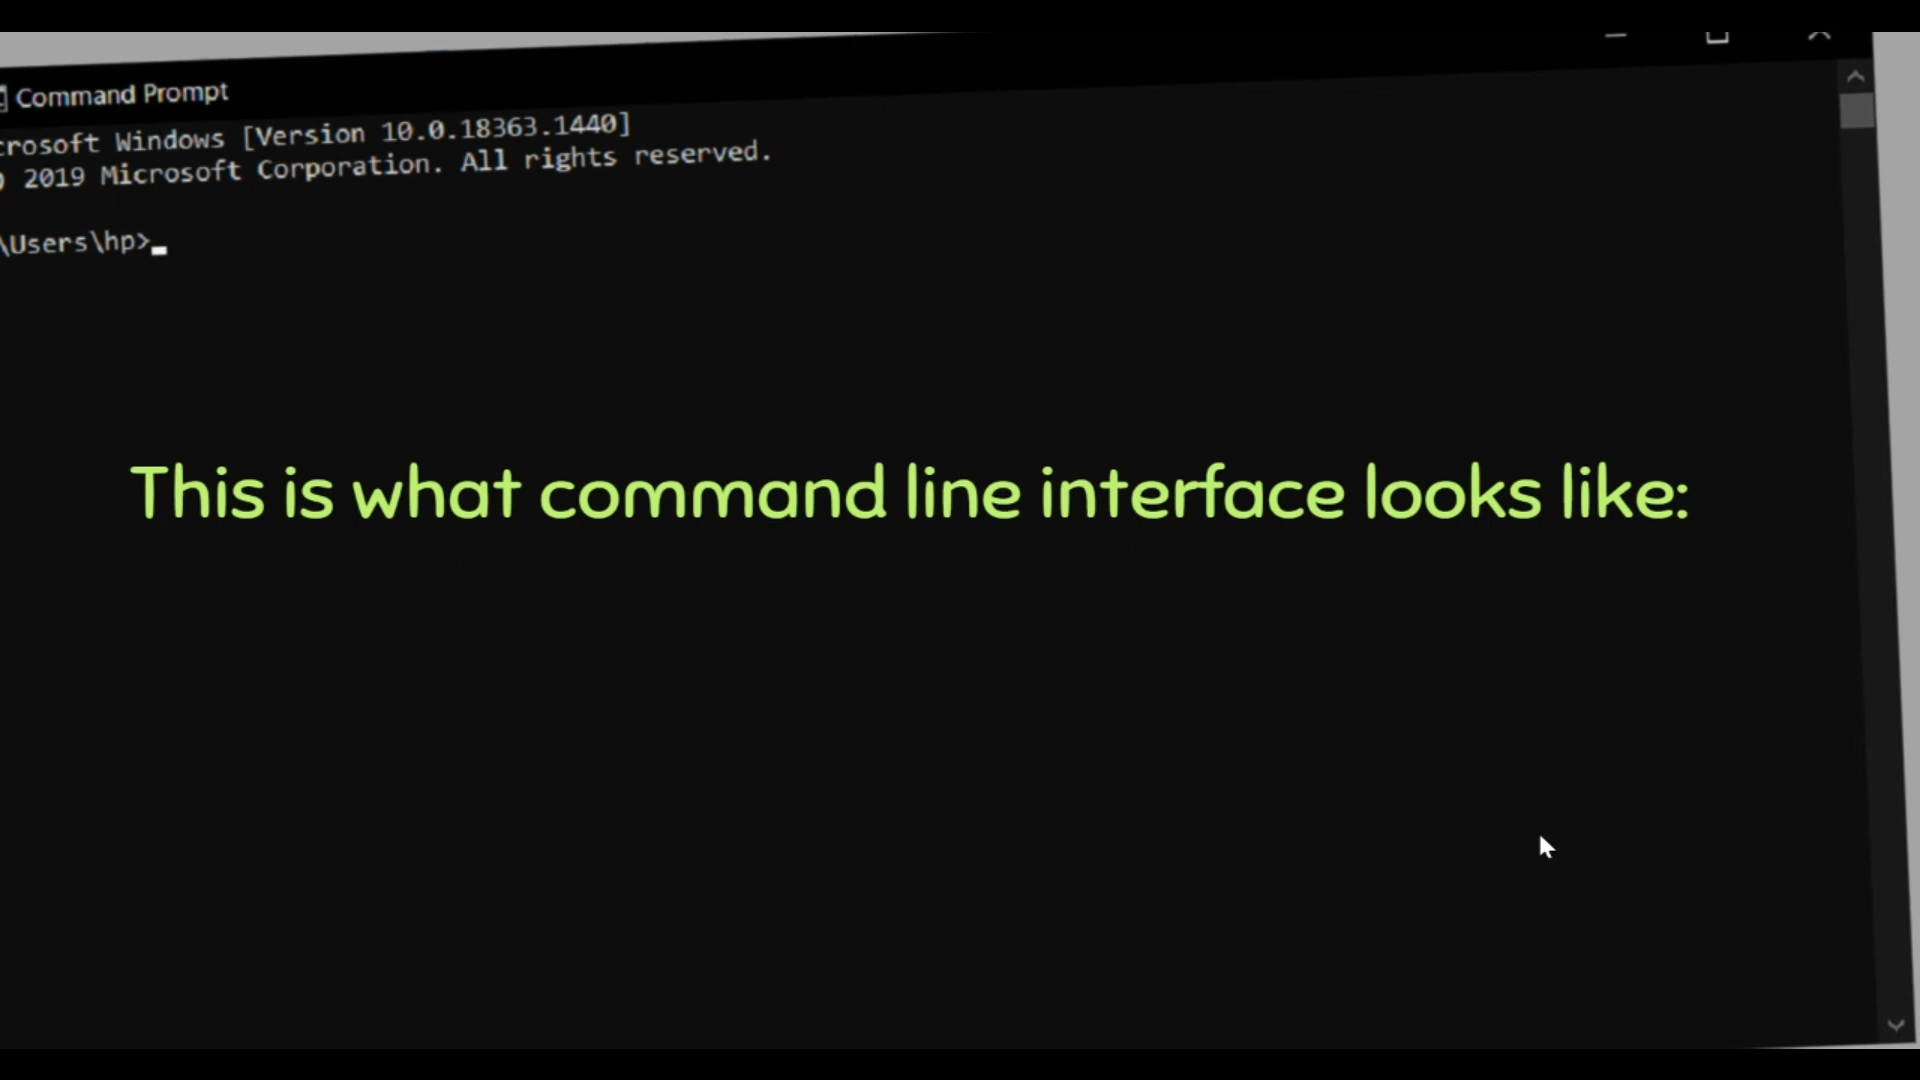 Command Prompt
crosoft Windows [Version 10.0.18363.1440]
2019 Microsoft Corporation. All rights reserved.
\Users\hp>
This is what command line interface looks like: